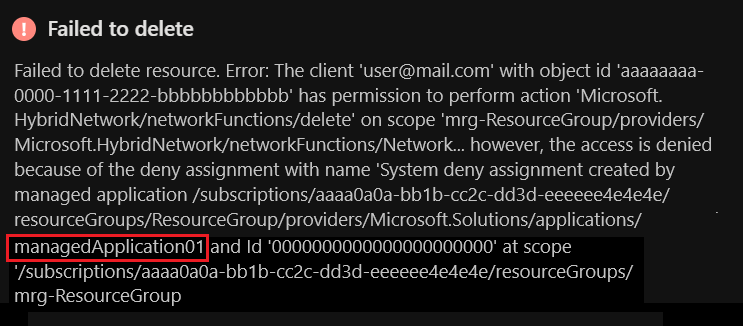 Failed to delete
Failed to delete resource. Error: The client 'user@mail.com' with object id 'aaaaaaaa-
0000-1111-2222-bbbbbbbbbbbb' has permission to perform action 'Microsoft.
HybridNetwork/networkFunctions/delete' on scope 'mrg-ResourceGroup/providers/
Microsoft.HybridNetwork/networkFunctions/Network... however, the access is denied
because of the deny assignment with name 'System deny assignment created by
managed application /subscriptions/aaaa0a0a-bb1b-cc2c-dd3d-eeeeee4e4e4e/
resourceGroups/ResourceGroup/providers/Microsoft.Solutions/applications/
managedApplication01 and Id '0000000000000000000000' at scope
'/subscriptions/aaaa0a0a-bb1b-cc2c-dd3d-eeeeee4e4e4e/resourceGroups/
mrg-ResourceGroup